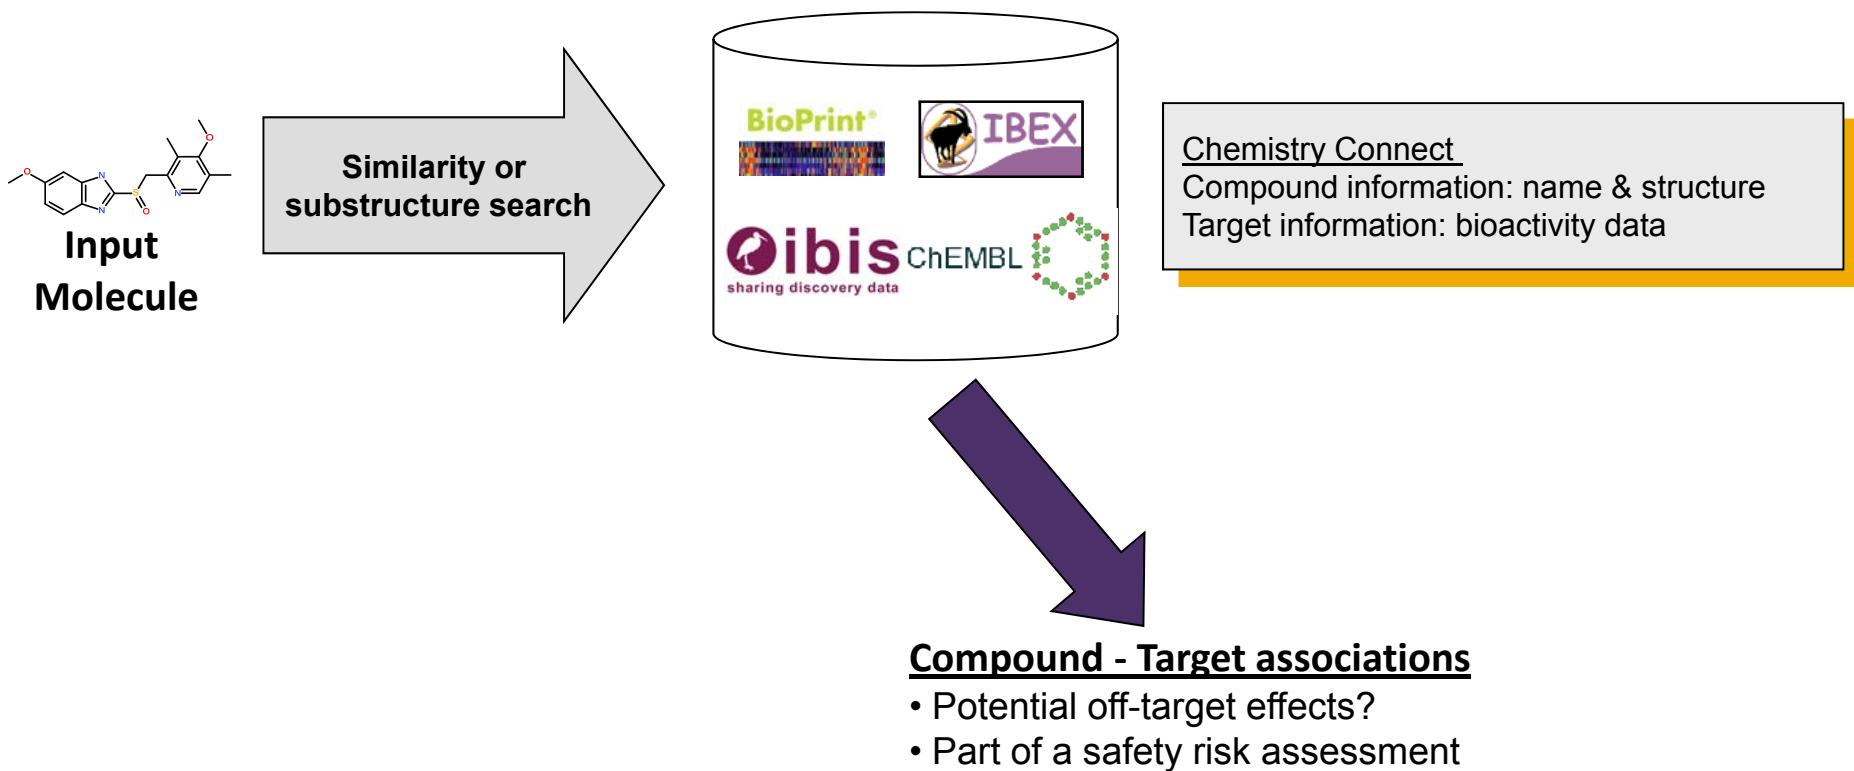 Input
Molecule
Similarity or
substructure search
BioPrint®
IBEX
ibis
sharing discovery data
ChEMBL
Chemistry Connect
Compound information: name & structure
Target information: bioactivity data
Compound - Target associations
• Potential off-target effects?
• Part of a safety risk assessment